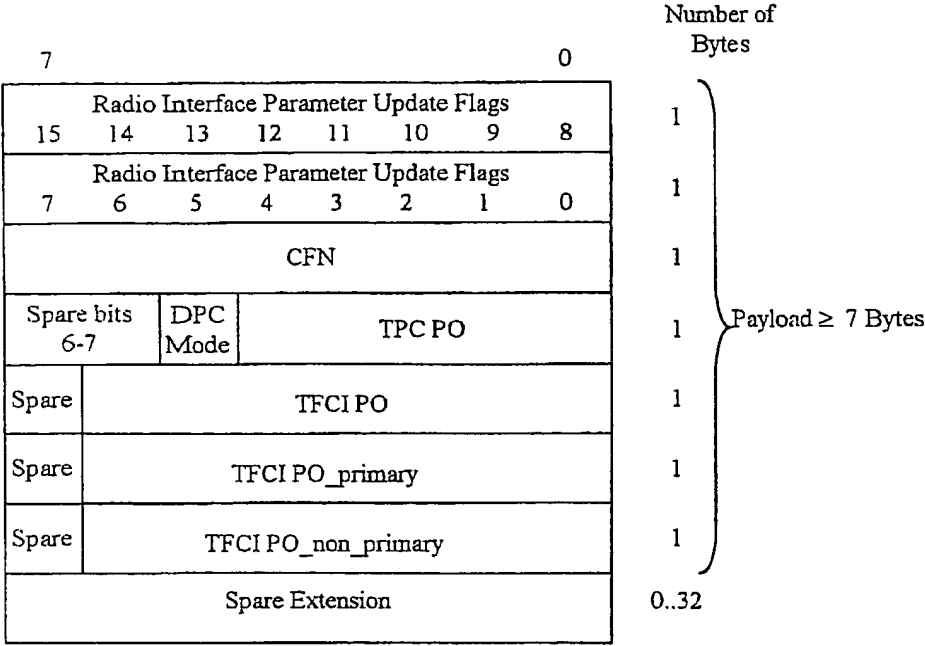 Number of
Bytes
7 0
Radio Interface Parameter Update Flags
15 14 13 12 11 10 9 8 1
Radio Interface Parameter Update Flags
7 6 5 4 3 2 1 0 1
CFN 1
Spare bits
6-7
DPC
Mode
TPC PO 1
Payload ≥ 7 Bytes
Spare TFCI PO 1
Spare TFCI PO_primary 1
Spare TFCI PO_non_primary 1
Spare Extension 0..32